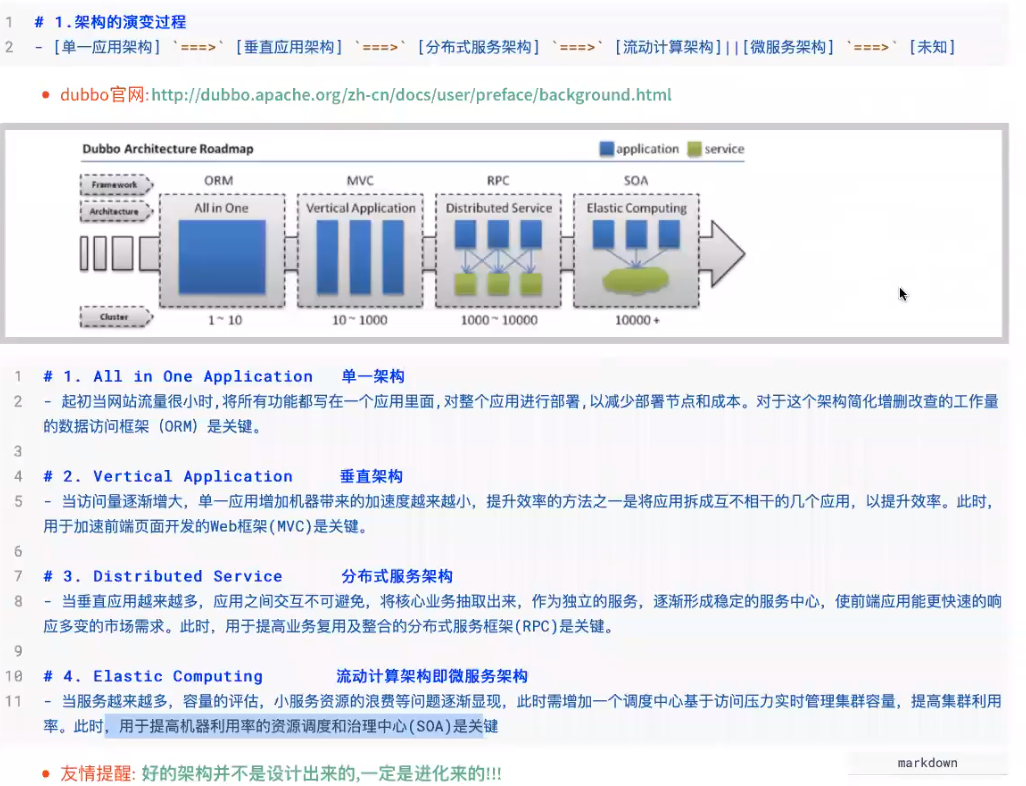 1 # 1.架构的演变过程
2 - [单一应用架构] `===>` [垂直应用架构] `===>` [分布式服务架构] `===>` [流动计算架构]||[微服务架构] `===>` [未知]
• dubbo官网:http://dubbo.apache.org/zh-cn/docs/user/preface/background.html
Dubbo Architecture Roadmap application service
Framework ORM MVC RPC SOA
Architecture All in One Vertical Application Distributed Service Elastic Computing
Cluster 1 ~ 10 10 ~ 1000 1000 ~ 10000 10000 +
1 # 1. All in One Application 单一架构
2 - 起初当网站流量很小时,将所有功能都写在一个应用里面,对整个应用进行部署,以减少部署节点和成本。对于这个架构简化增删改查的工作量
的数据访问框架（ORM）是关键。
3
4 # 2. Vertical Application 垂直架构
5 - 当访问量逐渐增大，单一应用增加机器带来的加速度越来越小，提升效率的方法之一是将应用拆成互不相干的几个应用，以提升效率。此时，
用于加速前端页面开发的Web框架(MVC)是关键。
6
7 # 3. Distributed Service 分布式服务架构
8 - 当垂直应用越来越多，应用之间交互不可避免，将核心业务抽取出来，作为独立的服务，逐渐形成稳定的服务中心，使前端应用能更快速的响
应多变的市场需求。此时，用于提高业务复用及整合的分布式服务框架(RPC)是关键。
9
10 # 4. Elastic Computing 流动计算架构即微服务架构
11 - 当服务越来越多，容量的评估，小服务资源的浪费等问题逐渐显现，此时需增加一个调度中心基于访问压力实时管理集群容量，提高集群利用
率。此时，用于提高机器利用率的资源调度和治理中心(SOA)是关键
• 友情提醒: 好的架构并不是设计出来的,一定是进化来的!!!
markdown